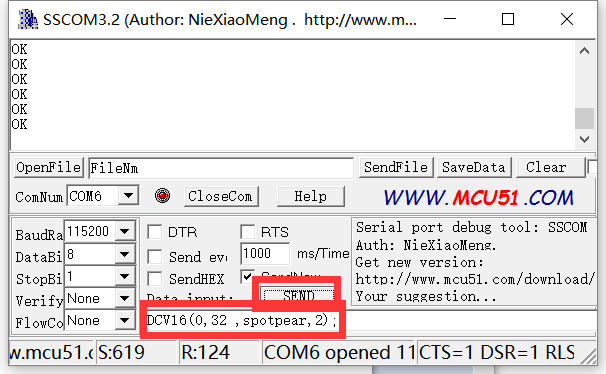 SSCOM3.2 (Author: NieXiaoMeng . http://www.m...
OK
OK
OK
OK
OK
OK
OpenFile FileNm SendFile SaveData Clear
ComNum COM6 CloseCom Help WWW.MCU51.COM
BaudRa 115200 DTR RTS
DataBi 8 Send eve 1000 ms/Time
StopBi 1 SendHEX SendNew
Verify None Data input: SEND
FlowCo None DCV16(0,32 ,spotpear,2);
Serial port debug tool: SSCOM
Auth: NieXiaoMeng.
Get new version:
http://www.mcu51.com/download/
Your suggestion...
w.mcu51.c S:619 R:124 COM6 opened 11 CTS=1 DSR=1 RLS